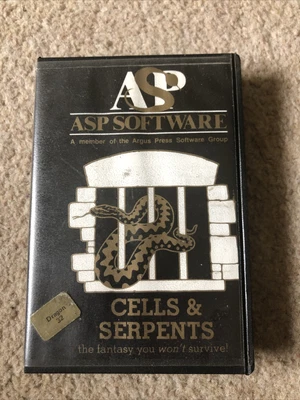 ASP
ASP SOFTWARE
A member of the Argus Press Software Group
CELLS &
SERPENTS
the fantasy you won't survive!
Dragon
32